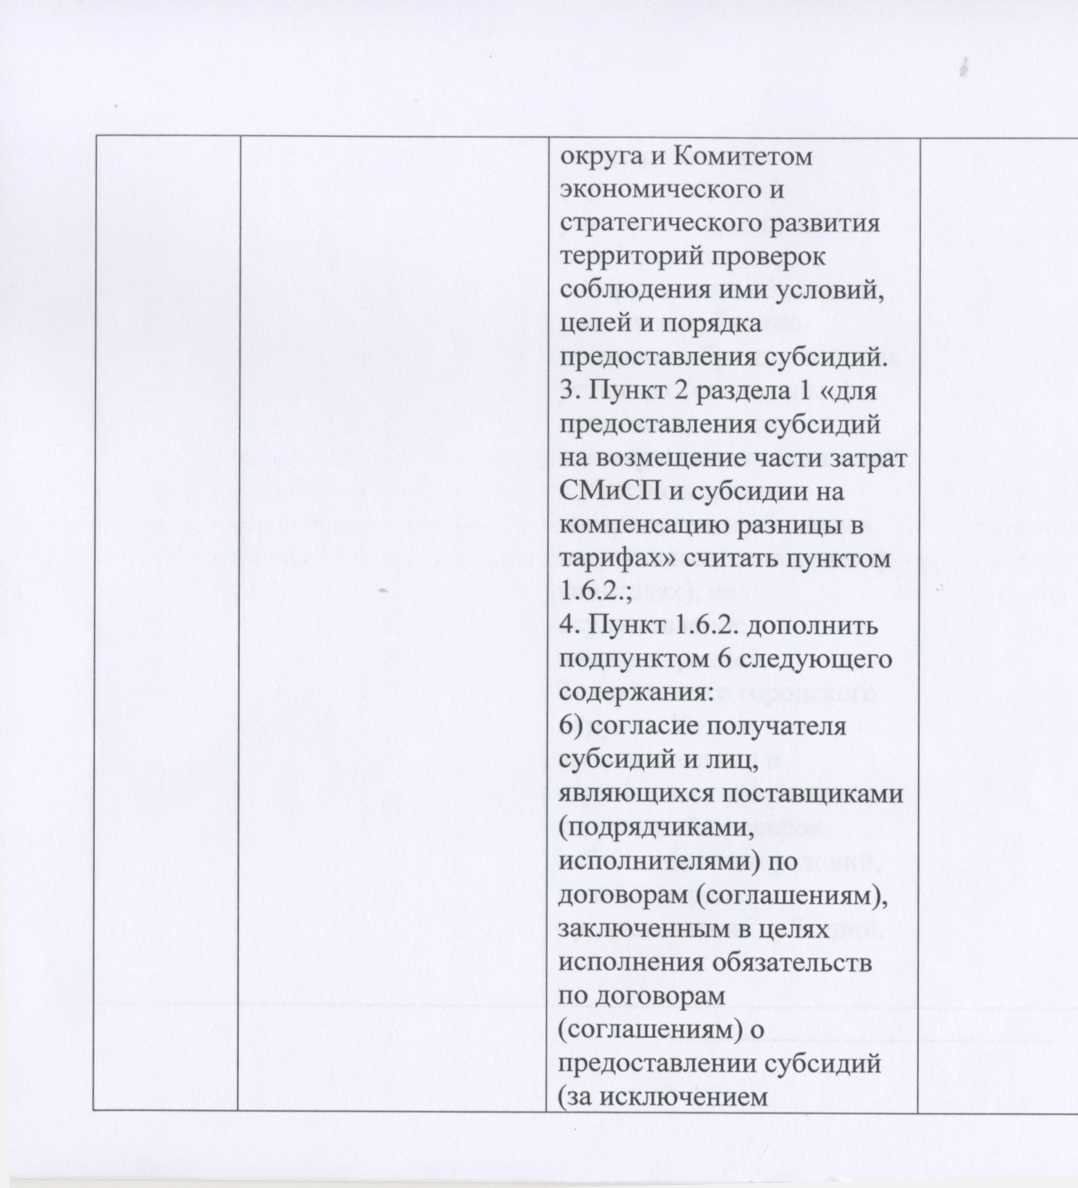 округа и Комитетом
экономического и
стратегического развития
территорий проверок
соблюдения ими условий,
целей и порядка
предоставления субсидий.
3. Пункт 2 раздела 1 «для
предоставления субсидий
на возмещение части затрат
СМиСП и субсидии на
компенсацию разницы в
тарифах» считать пунктом
1.6.2.;
4. Пункт 1.6.2. дополнить
подпунктом 6 следующего
содержания:
6) согласие получателя
субсидий и лиц,
являющихся поставщиками
(подрядчиками,
исполнителями) по
договорам (соглашениям),
заключенным в целях
исполнения обязательств
по договорам
(соглашениям) о
предоставлении субсидий
(за исключением